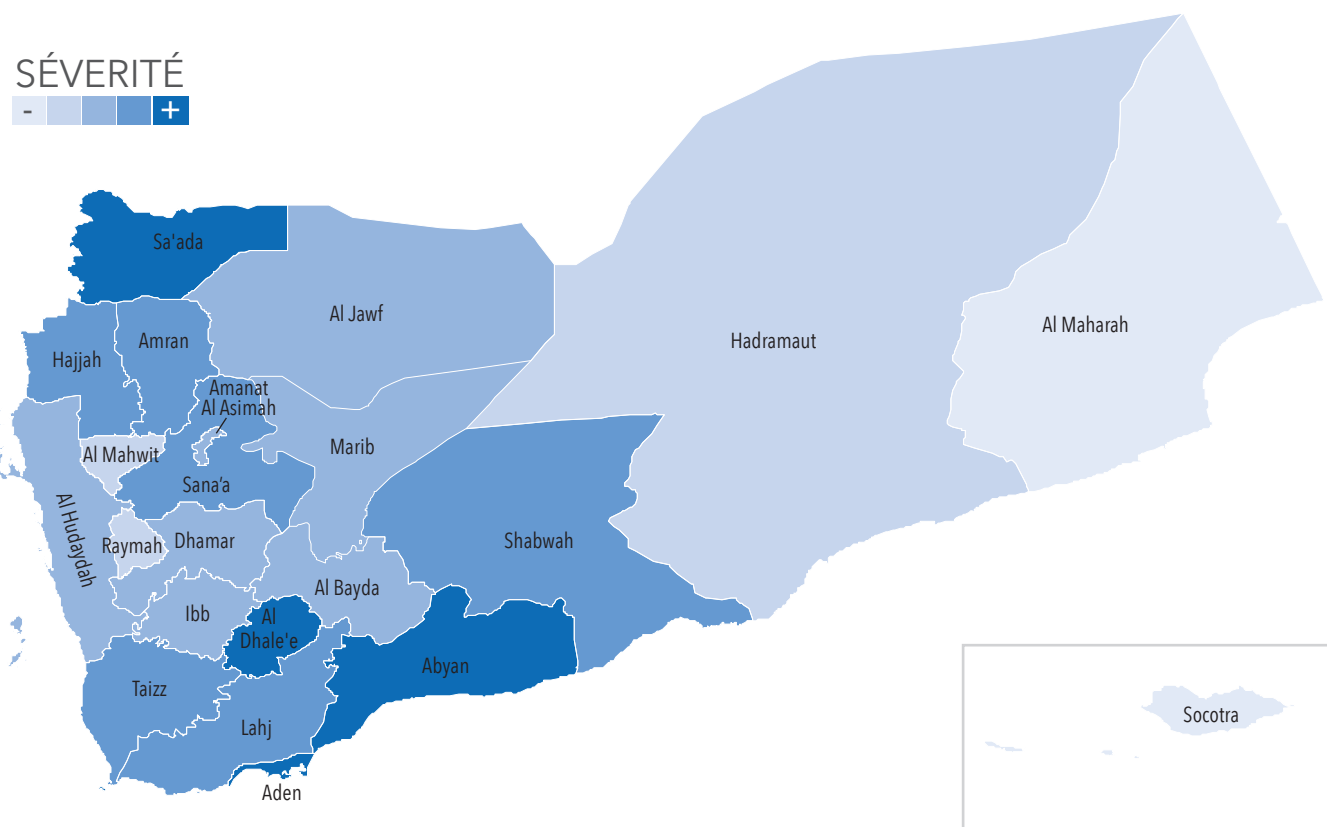 SÉVERITÉ
- +
Sa'ada
Al Jawf
Hadramaut
Al Maharah
Hajjah
Amran
Amanat
Al Asimah
Al Mahwit
Marib
Sana’a
Al Hudaydah
Raymah
Dhamar
Shabwah
Al Bayda
Ibb
Al
Dhale'e
Abyan
Taizz
Lahj
Socotra
Aden